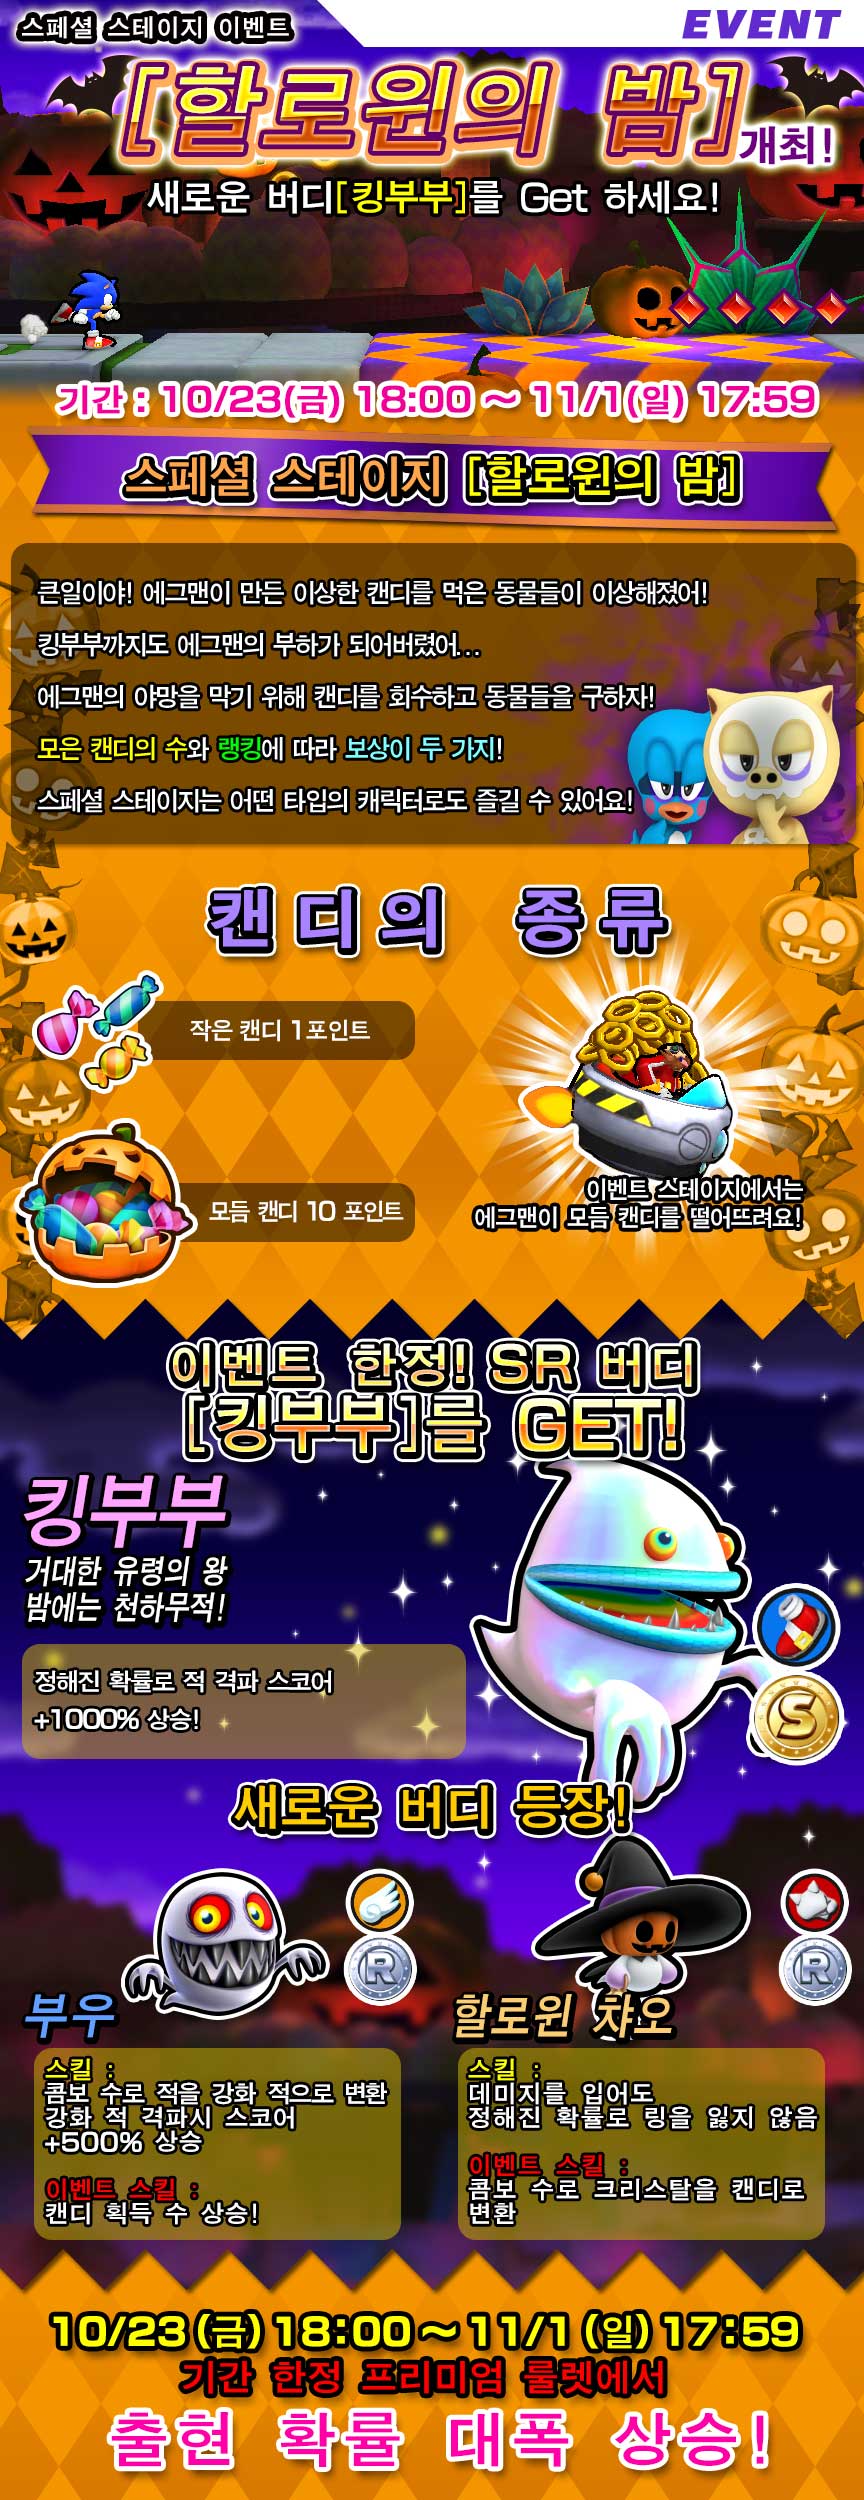 스페셜 스테이지 이벤트
EVENT
[할로윈의 밤]
개최!
새로운 버디[킹부부]를 Get 하세요!
기간 : 10/23(금) 18:00 ~ 11/1(일) 17:59
스페셜 스테이지 [할로윈의 밤]
큰일이야! 에그맨이 만든 이상한 캔디를 먹은 동물들이 이상해졌어!
킹부부까지도 에그맨의 부하가 되어버렸어...
에그맨의 야망을 막기 위해 캔디를 회수하고 동물들을 구하자!
모은 캔디의 수와 랭킹에 따라 보상이 두 가지!
스페셜 스테이지는 어떤 타입의 캐릭터로도 즐길 수 있어요!
캔디의 종류
작은 캔디 1포인트
모듬 캔디 10 포인트
이벤트 스테이지에서는
에그맨이 모듬 캔디를 떨어뜨려요!
이벤트 한정! SR 버디
[킹부부]를 GET!
킹부부
거대한 유령의 왕
밤에는 천하무적!
정해진 확률로 적 격파 스코어
+1000% 상승!
S
새로운 버디 등장!
R
부우
스킬 :
콤보 수로 적을 강화 적으로 변환
강화 적 격파시 스코어
+500% 상승
이벤트 스킬 :
캔디 획득 수 상승!
R
할로윈 챠오
스킬 :
데미지를 입어도
정해진 확률로 링을 잃지 않음
이벤트 스킬 :
콤보 수로 크리스탈을 캔디로
변환
10/23 (금) 18:00 ~ 11/1 (일) 17:59
기간 한정 프리미엄 룰렛에서
출현 확률 대폭 상승!